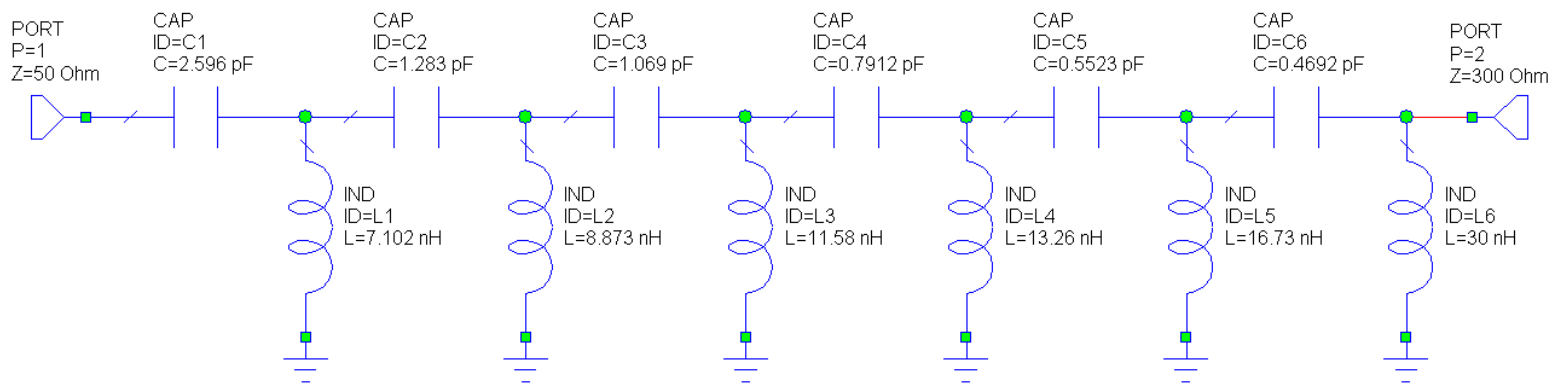 PORT
P=1
Z=50 Ohm
CAP
ID=C1
C=2.596 pF
CAP
ID=C2
C=1.283 pF
CAP
ID=C3
C=1.069 pF
CAP
ID=C4
C=0.7912 pF
CAP
ID=C5
C=0.5523 pF
CAP
ID=C6
C=0.4692 pF
PORT
P=2
Z=300 Ohm
IND
ID=L1
L=7.102 nH
IND
ID=L2
L=8.873 nH
IND
ID=L3
L=11.58 nH
IND
ID=L4
L=13.26 nH
IND
ID=L5
L=16.73 nH
IND
ID=L6
L=30 nH